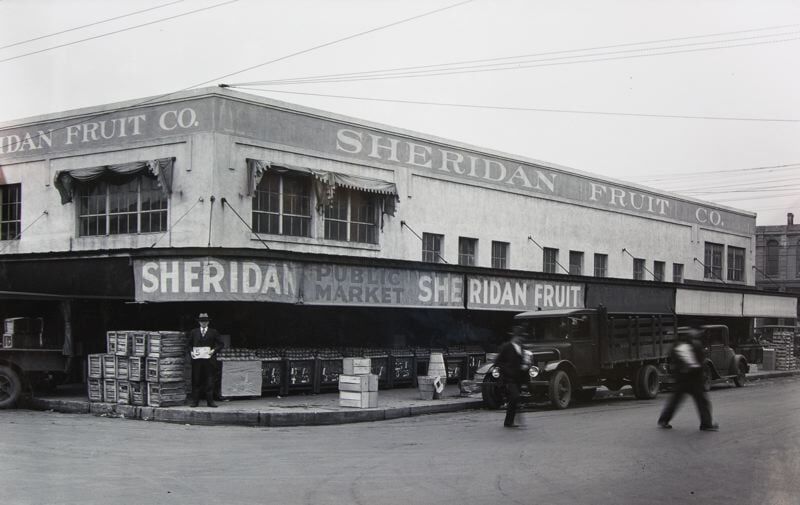 IDAN FRUIT CO.
SHERIDAN FRUIT CO.
SHERIDAN
PUBLIC
MARKET
SHE
RIDAN FRUIT